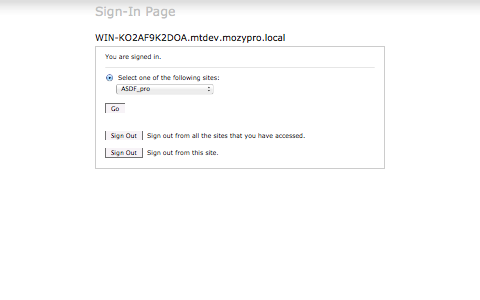 Sign-In Page
WIN-KO2AF9K2DOA.mtdev.mozypro.local
You are signed in.
Select one of the following sites:
ASDF_pro
Go
Sign Out Sign out from all the sites that you have accessed.
Sign Out Sign out from this site.